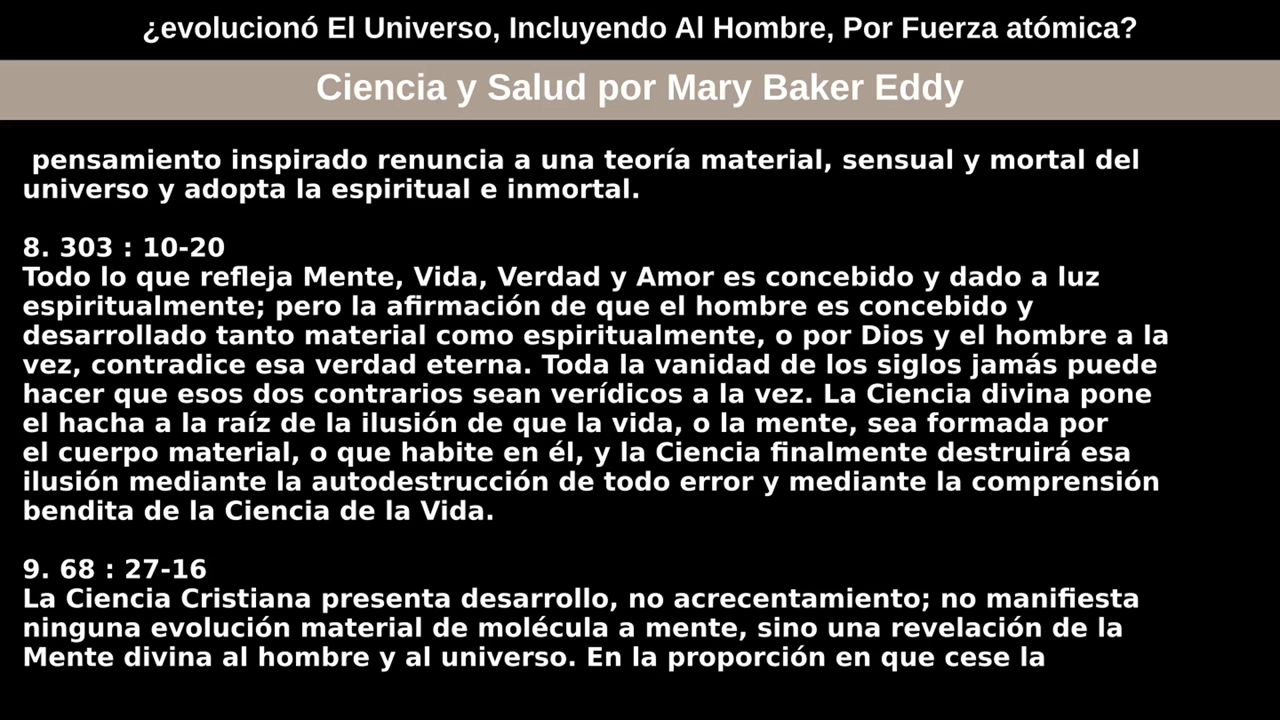 ¿evolucionó El Universo, Incluyendo Al Hombre, Por Fuerza atómica?
Ciencia y Salud por Mary Baker Eddy
pensamiento inspirado renuncia a una teoría material, sensual y mortal del
universo y adopta la espiritual e inmortal.
8. 303 : 10-20
Todo lo que refleja Mente, Vida, Verdad y Amor es concebido y dado a luz
espiritualmente; pero la afirmación de que el hombre es concebido y
desarrollado tanto material como espiritualmente, o por Dios y el hombre a la
vez, contradice esa verdad eterna. Toda la vanidad de los siglos jamás puede
hacer que esos dos contrarios sean verídicos a la vez. La Ciencia divina pone
el hacha a la raíz de la ilusión de que la vida, o la mente, sea formada por
el cuerpo material, o que habite en él, y la Ciencia finalmente destruirá esa
ilusión mediante la autodestrucción de todo error y mediante la comprensión
bendita de la Ciencia de la Vida.
9. 68 : 27-16
La Ciencia Cristiana presenta desarrollo, no acrecentamiento; no manifiesta
ninguna evolución material de molécula a mente, sino una revelación de la
Mente divina al hombre y al universo. En la proporción en que cese la